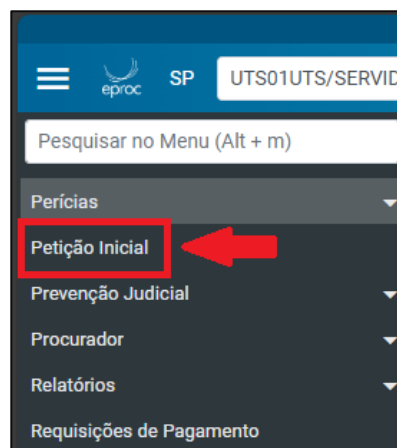 eproc SP UTS01UTS/SERVID
Pesquisar no Menu (Alt + m)
Perícias
Petição Inicial
Prevenção Judicial
Procurador
Relatórios
Requisições de Pagamento